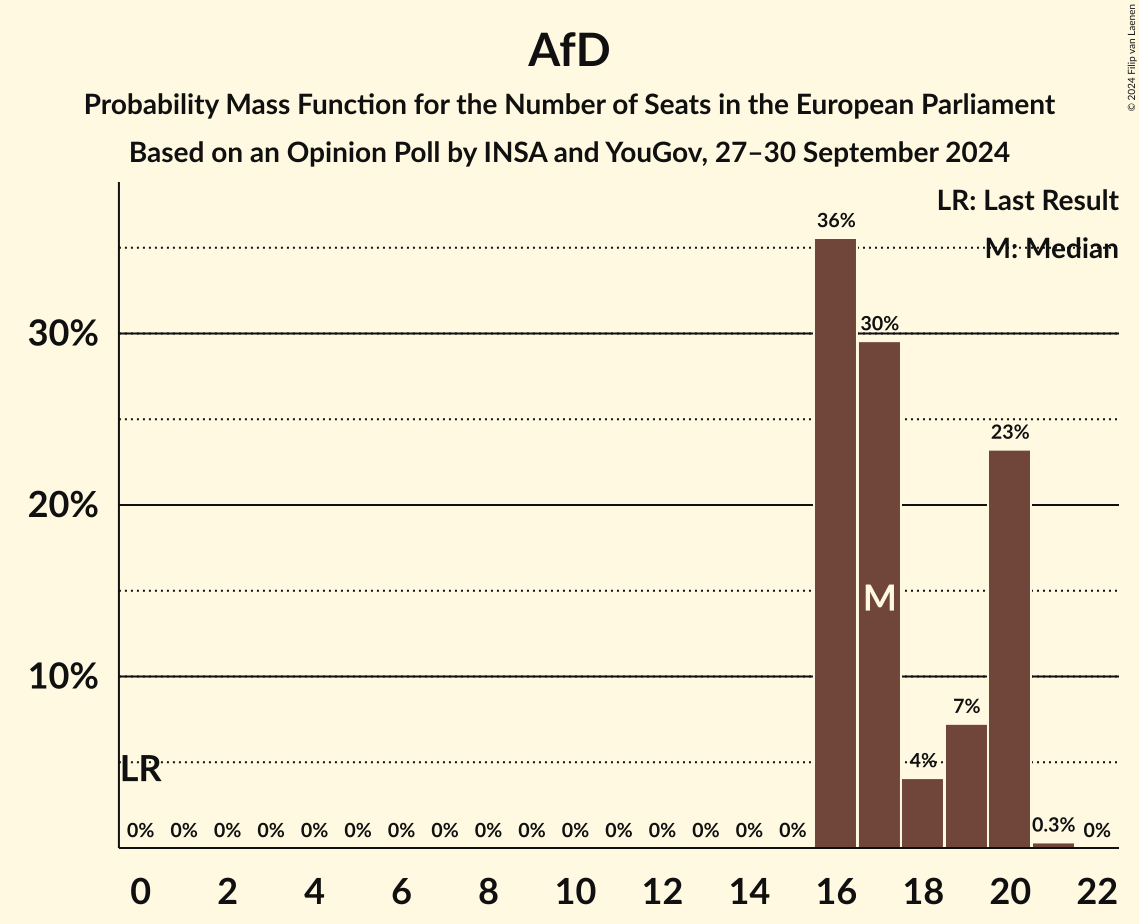 AfD
Probability Mass Function for the Number of Seats in the European Parliament
Based on an Opinion Poll by INSA and YouGov, 27–30 September 2024
© 2024 Filip van Laenen
LR: Last Result
M: Median
36%
30%
30%
23%
20%
M
10%
7%
4%
LR
0% 0% 0% 0% 0% 0% 0% 0% 0% 0% 0% 0% 0% 0% 0% 0% 0.3% 0%
0 2 4 6 8 10 12 14 16 18 20 22